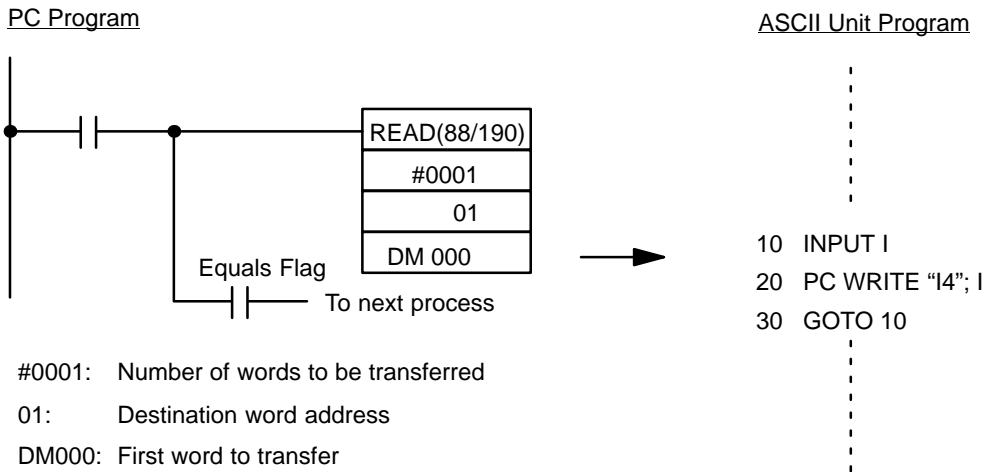 PC Program
ASCII Unit Program
READ(88/190)
#0001
01
DM 000
Equals Flag
To next process
10 INPUT I
20 PC WRITE “I4”; I
30 GOTO 10
#0001: Number of words to be transferred
01: Destination word address
DM000: First word to transfer